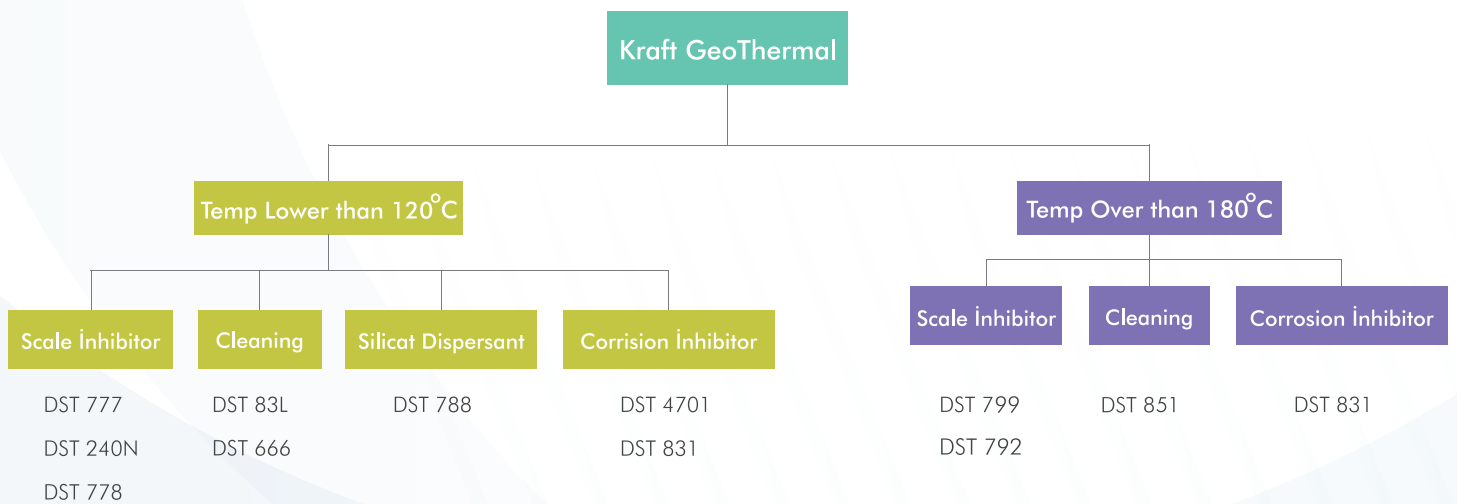 Kraft GeoThermal
Temp Lower than 120°C
Temp Over than 180°C
Scale İnhibitor
Cleaning
Silicat Dispersant
Corrision İnhibitor
Scale İnhibitor
Cleaning
Corrosion İnhibitor
DST 777
DST 240N
DST 778
DST 83L
DST 666
DST 788
DST 4701
DST 831
DST 799
DST 792
DST 851
DST 831